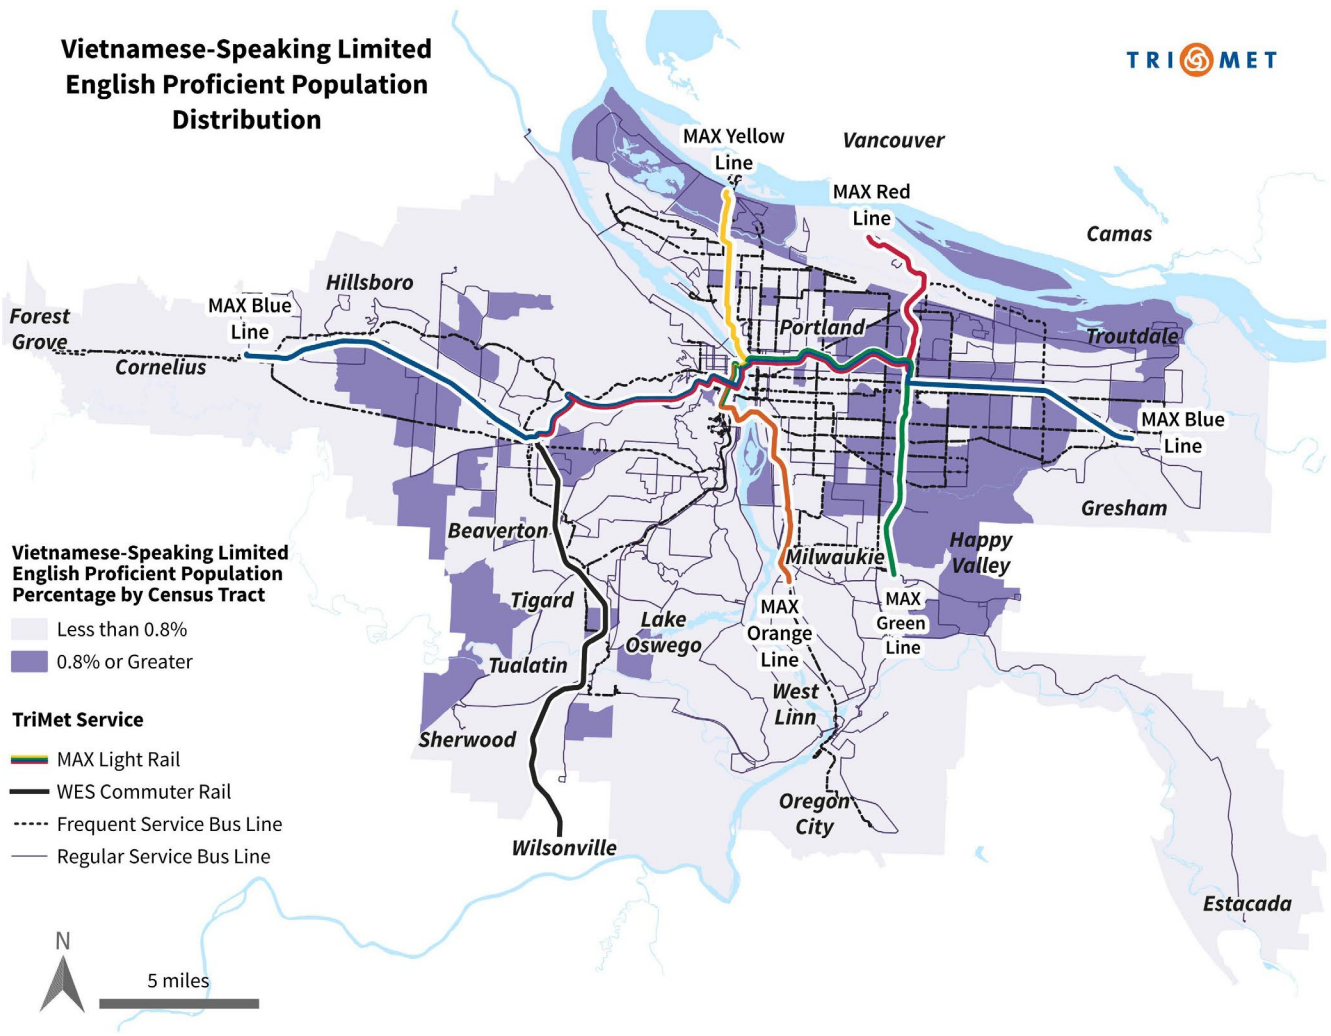 Vietnamese-Speaking Limited
English Proficient Population
Distribution
TRI MET
MAX Yellow
Line
Vancouver
MAX Red
Line
Camas
Hillsboro
MAX Blue
Line
Forest
Grove
Cornelius
Portland
Troutdale
MAX Blue
Line
Gresham
Beaverton
Happy
Valley
Milwaukie
Tigard
Lake
Oswego
MAX
Orange
Line
MAX
Green
Line
Tualatin
West
Linn
Sherwood
Oregon
City
Wilsonville
Estacada
Vietnamese-Speaking Limited
English Proficient Population
Percentage by Census Tract
Less than 0.8%
0.8% or Greater
TriMet Service
MAX Light Rail
WES Commuter Rail
Frequent Service Bus Line
Regular Service Bus Line
N
5 miles